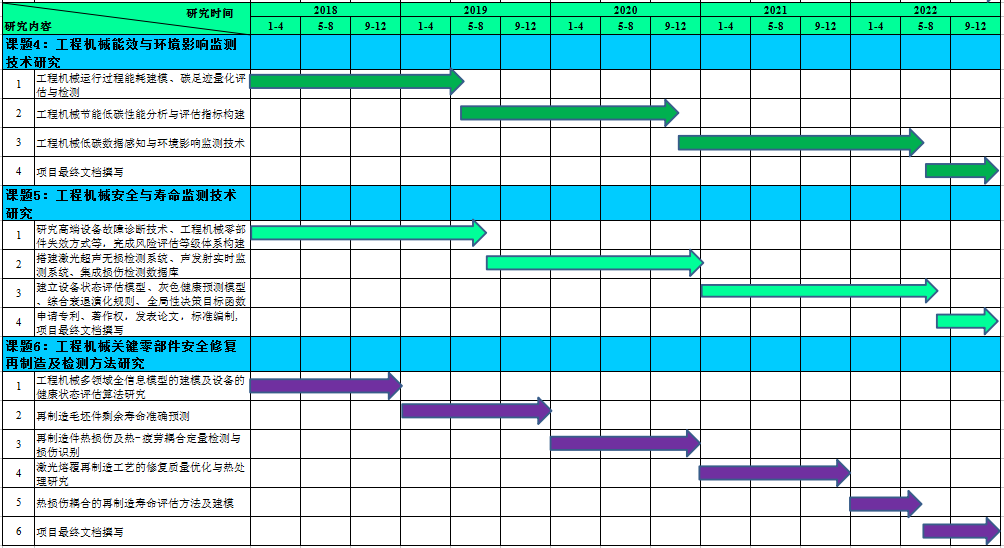 研究时间
研究内容
2018 2019 2020 2021 2022
1-4 5-8 9-12 1-4 5-8 9-12 1-4 5-8 9-12 1-4 5-8 9-12 1-4 5-8 9-12
课题4：工程机械能效与环境影响监测
技术研究
1 工程机械运行过程能耗建模、碳足迹量化评
估与检测
2 工程机械节能低碳性能分析与评估指标构建
3 工程机械低碳数据感知与环境影响监测技术
4 项目最终文档撰写
课题5：工程机械安全与寿命监测技术
研究
1 研究高端设备故障诊断技术、工程机械零部
件失效方式等，完成风险评估等级体系构建
2 搭建激光超声无损检测系统、声发射实时监
测系统、集成损伤检测数据库
3 建立设备状态评估模型、灰色健康预测模型
、综合衰退演化规则、全局性决策目标函数
4 申请专利、著作权，发表论文，标准编制，
项目最终文档撰写
课题6：工程机械关键零部件安全修复
再制造及检测方法研究
1 工程机械多领域全信息模型的建模及设备的
健康状态评估算法研究
2 再制造毛坯件剩余寿命准确预测
3 再制造件热损伤及热-疲劳耦合定量检测与
损伤识别
4 激光熔覆再制造工艺的修复质量优化与热处
理研究
5 热损伤耦合的再制造寿命评估方法及建模
6 项目最终文档撰写